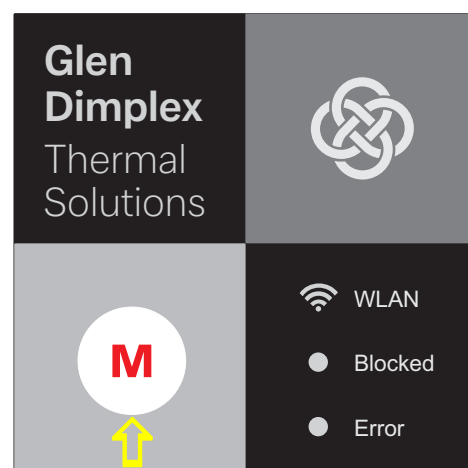 Glen
Dimplex
Thermal
Solutions
M
WLAN
Blocked
Error